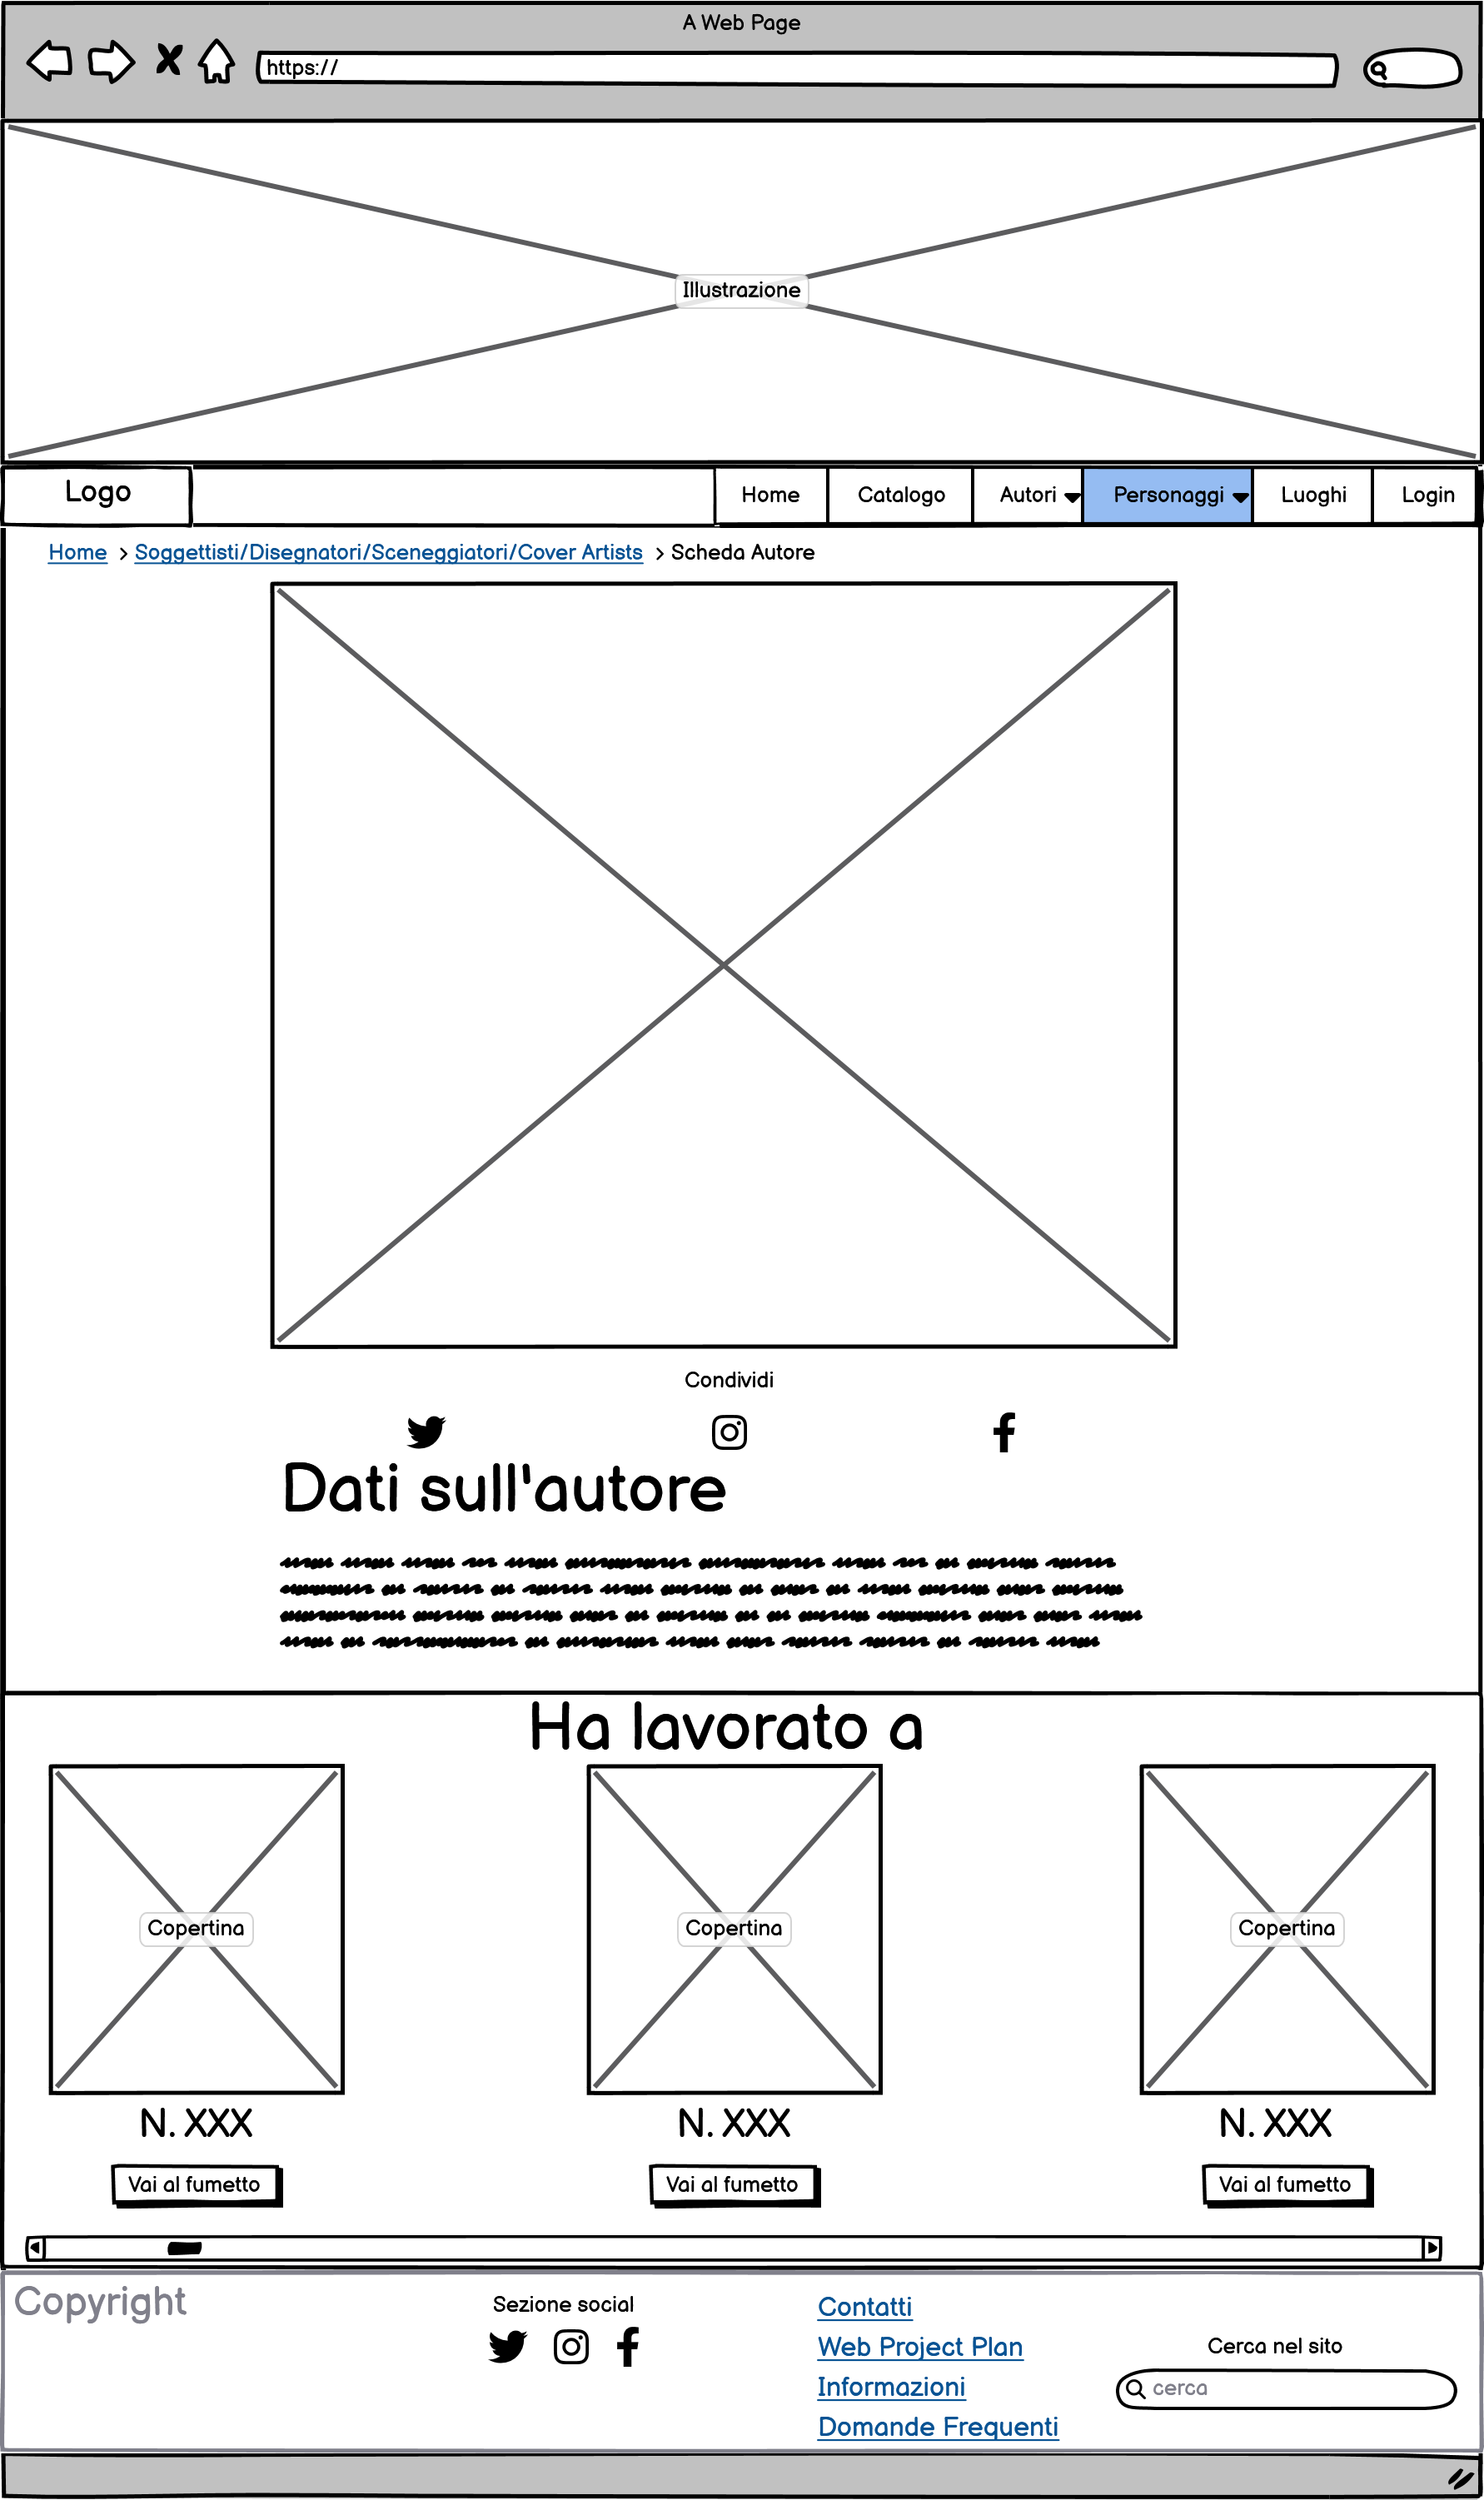 A Web Page
https://
Illustrazione
Logo
Home Catalogo Autori Personaggi Luoghi Login
Home > Soggettisti/Disegnatori/Sceneggiatori/Cover Artists > Scheda Autore
Condividi
Dati sull'autore
Ha lavorato a
Copertina Copertina Copertina
N. XXX N. XXX N. XXX
Vai al fumetto Vai al fumetto Vai al fumetto
Copyright
Sezione social
Contatti
Web Project Plan
Informazioni
Domande Frequenti
Cerca nel sito
cerca